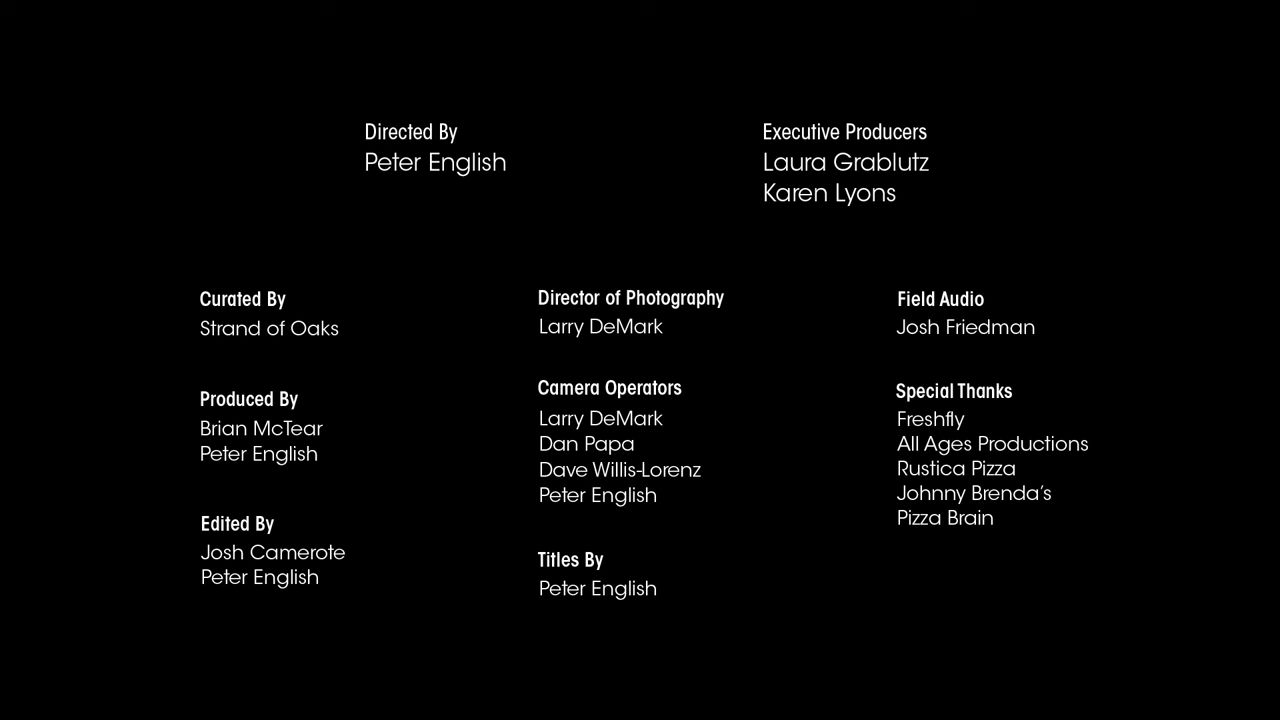 Directed By
Peter English
Executive Producers
Laura Grablutz
Karen Lyons
Curated By
Strand of Oaks
Produced By
Brian McTear
Peter English
Edited By
Josh Camerote
Peter English
Director of Photography
Larry DeMark
Camera Operators
Larry DeMark
Dan Papa
Dave Willis-Lorenz
Peter English
Titles By
Peter English
Field Audio
Josh Friedman
Special Thanks
Freshfly
All Ages Productions
Rustica Pizza
Johnny Brenda's
Pizza Brain